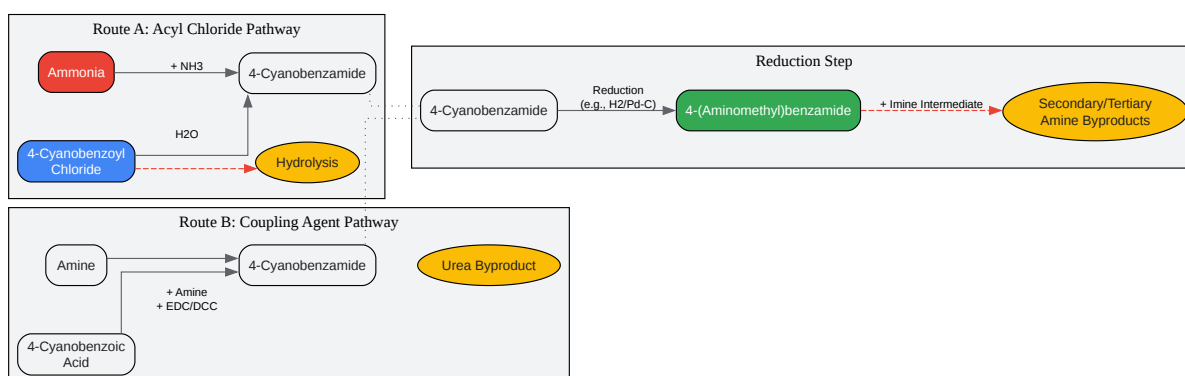 Route A: Acyl Chloride Pathway
Ammonia
+ NH3
4-Cyanobenzamide
H2O
4-Cyanobenzoyl
Chloride
Hydrolysis
Reduction Step
4-Cyanobenzamide
Reduction
(e.g., H2/Pd-C)
4-(Aminomethyl)benzamide
+ Imine Intermediate
Secondary/Tertiary
Amine Byproducts
Route B: Coupling Agent Pathway
Amine
4-Cyanobenzamide
Urea Byproduct
+ Amine
+ EDC/DCC
4-Cyanobenzoic
Acid